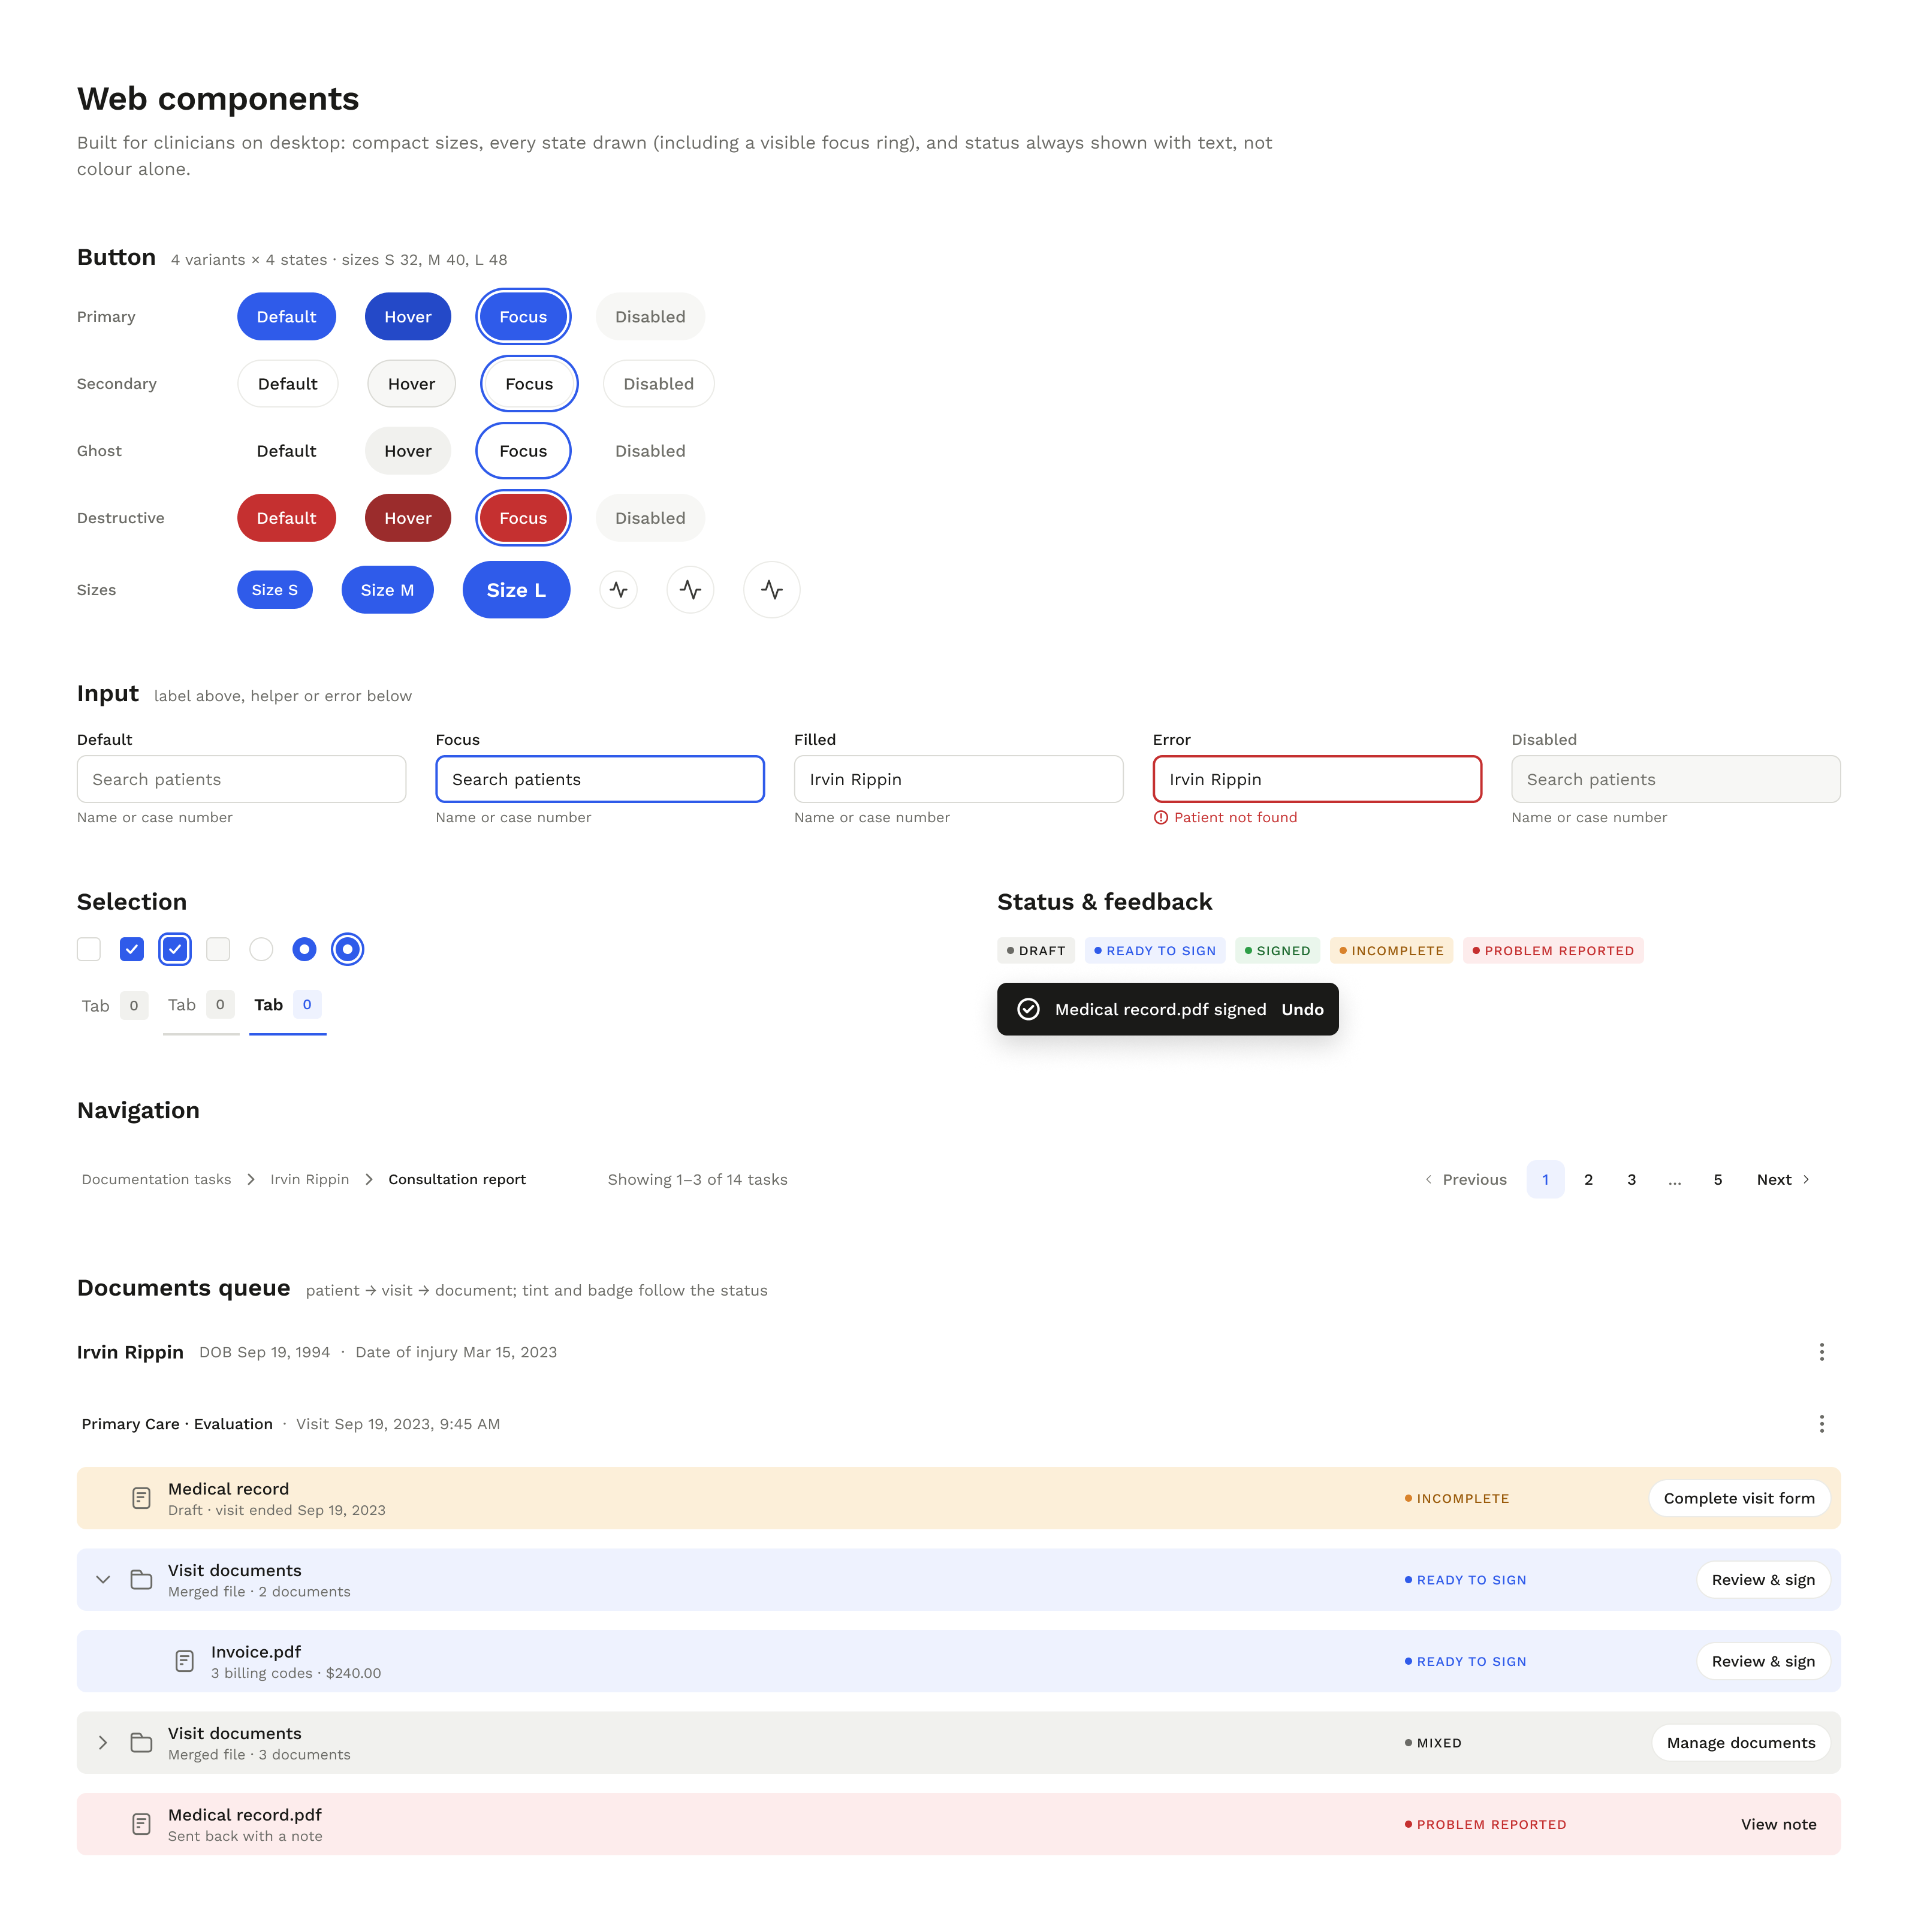 Web components
Built for clinicians on desktop: compact sizes, every state drawn (including a visible focus ring), and status always shown with text, not
colour alone.
Button 4 variants × 4 states · sizes S 32, M 40, L 48
Primary Default Hover Focus Disabled
Secondary Default Hover Focus Disabled
Ghost Default Hover Focus Disabled
Destructive Default Hover Focus Disabled
Sizes Size S Size M Size L
Input label above, helper or error below
Default Focus Filled Error Disabled
Search patients Search patients Irvin Rippin Irvin Rippin Search patients
Name or case number Name or case number Name or case number Patient not found Name or case number
Selection
Tab 0 Tab 0 Tab 0
Status & feedback
DRAFT READY TO SIGN SIGNED INCOMPLETE PROBLEM REPORTED
Medical record.pdf signed Undo
Navigation
Documentation tasks Irvin Rippin Consultation report Showing 1–3 of 14 tasks Previous 1 2 3 ... 5 Next
Documents queue patient → visit → document; tint and badge follow the status
Irvin Rippin DOB Sep 19, 1994 · Date of injury Mar 15, 2023
Primary Care · Evaluation · Visit Sep 19, 2023, 9:45 AM
Medical record INCOMPLETE Complete visit form
Draft · visit ended Sep 19, 2023
Visit documents READY TO SIGN Review & sign
Merged file · 2 documents
Invoice.pdf READY TO SIGN Review & sign
3 billing codes · $240.00
Visit documents MIXED Manage documents
Merged file · 3 documents
Medical record.pdf PROBLEM REPORTED View note
Sent back with a note